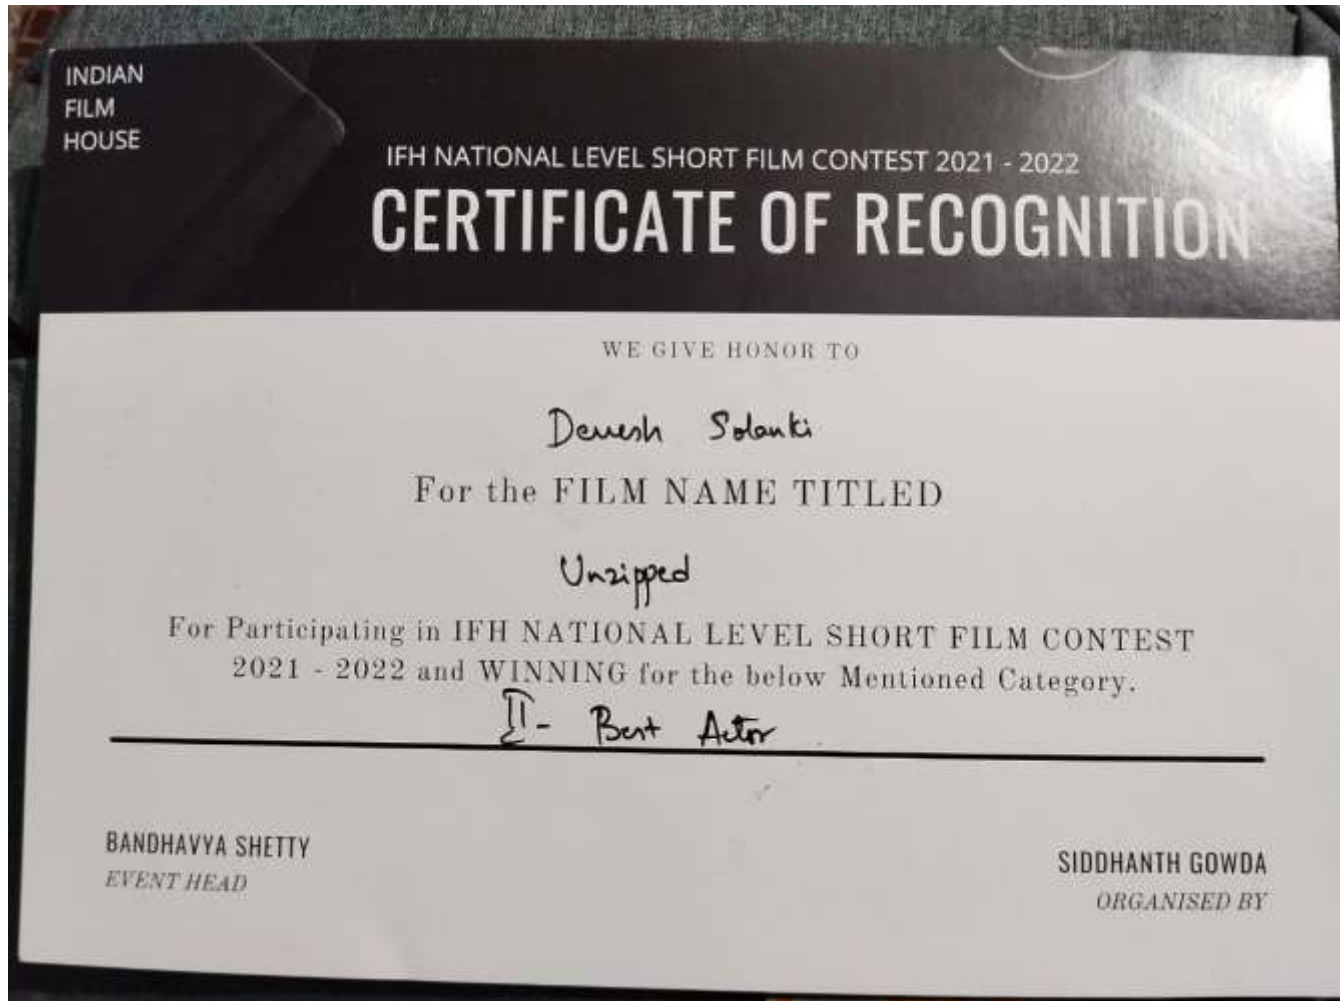 INDIAN
FILM
HOUSE
IFH NATIONAL LEVEL SHORT FILM CONTEST 2021 - 2022
CERTIFICATE OF RECOGNITION
WE GIVE HONOR TO
Devesh Solanki
For the FILM NAME TITLED
Unzipped
For Participating in IFH NATIONAL LEVEL SHORT FILM CONTEST
2021 - 2022 and WINNING for the below Mentioned Category.
II - Best Actor
BANDHAVYA SHETTY
EVENT HEAD
SIDDHANTH GOWDA
ORGANISED BY